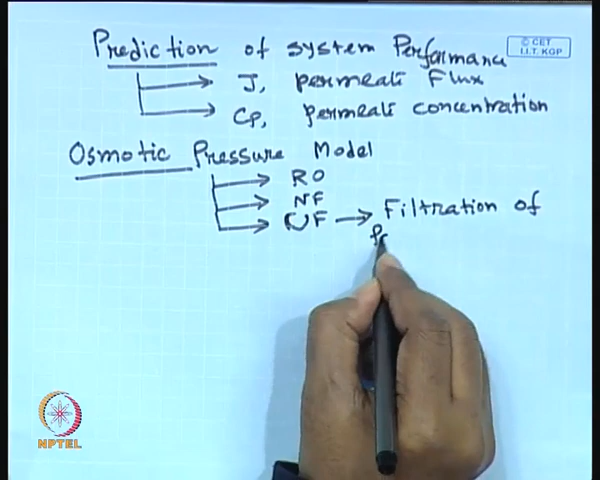 Prediction of system Performance
© CET
I.I.T. KGP
J, permeate Flux
Cp, permeate concentration
Osmotic Pressure Model
RO
NF
UF → Filtration of
Pr
NPTEL